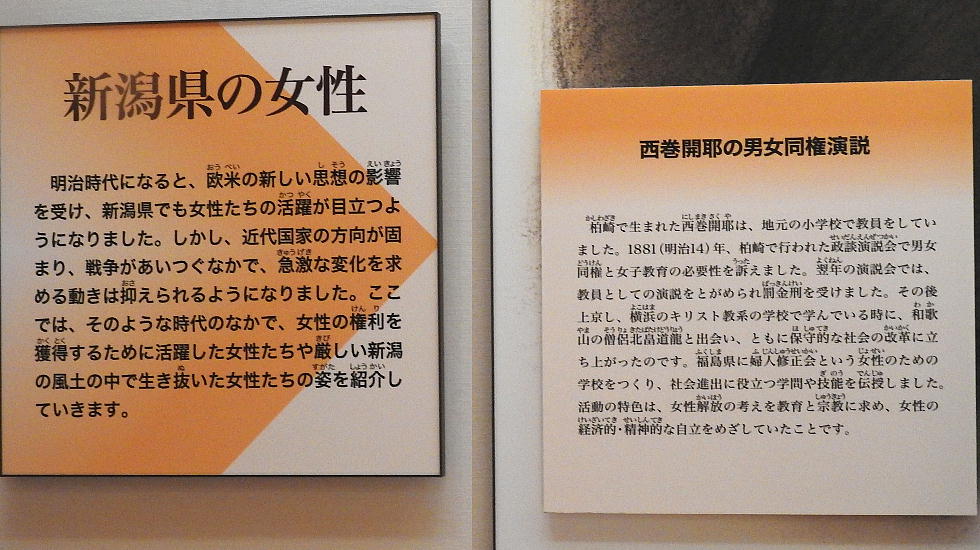 新潟県の女性
明治時代になると、欧米の新しい思想の影響
を受け、新潟県でも女性たちの活躍が目立つよ
うになりました。しかし、近代国家の方向が固
まり、戦争があいつぐなかで、急激な変化を求
める動きは抑えられるようになりました。ここ
では、そのような時代のなかで、女性の権利を
獲得するために活躍した女性たちや厳しい新潟
の風土の中で生き抜いた女性たちの姿を紹介し
ていきます。
西巻開耶の男女同権演説
柏崎で生まれた西巻開耶は、地元の小学校で教員をしてい
ました。1881(明治14)年、柏崎で行われた政談演説会で男女
同権と女子教育の必要性を訴えました。翌年の演説会では、
教員としての演説をとがめられ罰金刑を受けました。その後
上京し、横浜のキリスト教系の学校で学んでいる時に、和歌
山の僧侶北畠道龍と出会い、ともに保守的な社会の改革に立
ち上がったのです。福島県に婦人修正会という女性のための
学校をつくり、社会進出に役立つ学問や技能を伝授しました。
活動の特色は、女性解放の考えを教育と宗教に求め、女性の
経済的・精神的な自立をめざしていたことです。